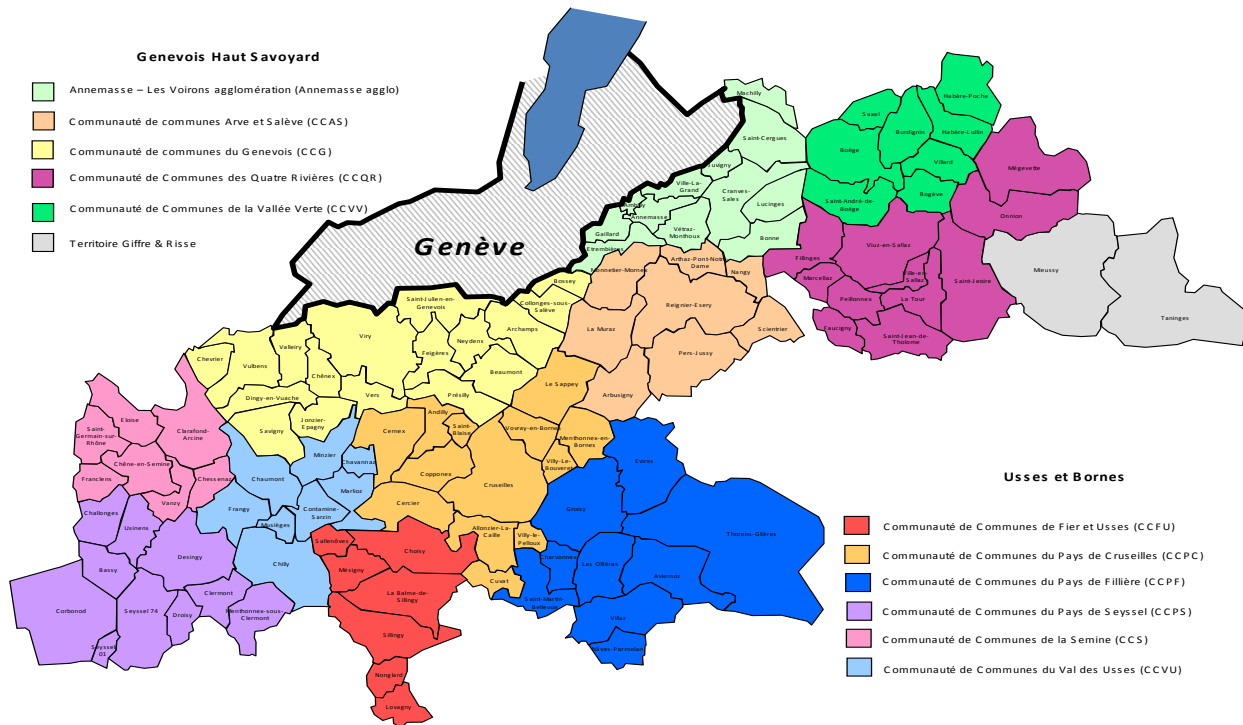 Genevois Haut Savoyard
Annemasse – Les Voirons agglomération (Annemasse agglo)
Communauté de communes Arve et Salève (CCAS)
Communauté de communes du Genevois (CCG)
Communauté de Communes des Quatre Rivières (CCQR)
Communauté de Communes de la Vallée Verte (CCVV)
Territoire Giffre & Risse
Genève
Machilly
Saint-Cergues
Ville-La-
Grand
Cranves-
Sales
Lucinges
Annemasse
Vétraz-
Monthoux
Gaillard
Etrembières
Bonne
Habère-Poche
Saxel
Burdignin
Habère-Lullin
Boëge
Villard
Bogève
Saint-André-de-
Boëge
Mégevette
Onnion
Viuz-en-Sallaz
Fillinges
Marcellaz
Ville-en-
Sallaz
Saint-Jeoire
Peillonnex
La Tour
Faucigny
Saint-Jean-de-
Tholome
Mieussy
Taninges
Monnetier-Mornex
Arthaz-Pont-Notre-
Dame
Nangy
Reignier-Esery
La Muraz
Scientrier
Pers-Jussy
Arbusigny
Bossey
Collonges-sous-
Salève
Saint-Julien-en-
Genevois
Archamps
Viry
Neydens
Feigères
Valleiry
Chevrier
Vulbens
Chênex
Beaumont
Dingy-en-Vuache
Vers
Présilly
Savigny
Jonzier-
Epagny
Le Sappey
Andilly
Cernex
Saint-
Blaise
Vovray-en-Bornes
Menthonnex-en-
Bornes
Villy-Le-
Bouveret
Copponex
Cruseilles
Cercier
Allonzier-La-
Caille
Villy-le-
Pelloux
Cuvat
Eloise
Saint-
Germain-sur-
Rhône
Clarafond-
Arcine
Chêne-en-Semine
Franclens
Chessenaz
Vanzy
Minzier
Chavannaz
Chaumont
Marlioz
Frangy
Contamine-
Sarzin
Musièges
Chilly
Challonges
Usinens
Desingy
Bassy
Clermont
Corbonod
Seyssel 74
Droisy
Menthonnex-sous-
Clermont
Seyssel
01
Sallenôves
Choisy
Mésigny
La Balme-de-
Sillingy
Sillingy
Nonglard
Lovagny
Evires
Groisy
Thorens-Glières
Charvonnex
Les Ollières
Aviernoz
Saint-Martin-
Bellevue
Villaz
Nâves-Parmelan
Usses et Bornes
Communauté de Communes de Fier et Usses (CCFU)
Communauté de Communes du Pays de Cruseilles (CCPC)
Communauté de Communes du Pays de Fillière (CCPF)
Communauté de Communes du Pays de Seyssel (CCPS)
Communauté de Communes de la Semine (CCS)
Communauté de Communes du Val des Usses (CCVU)